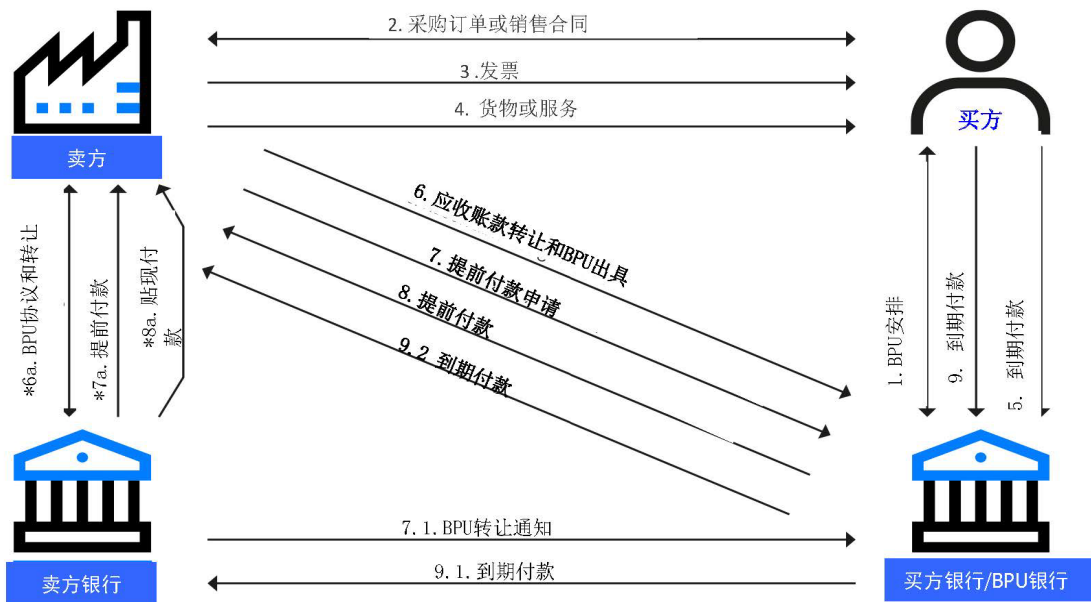 2. 采购订单或销售合同
3 .发票
4. 货物或服务
买方
卖方
6. 应收账款转让和BPU出具
7. 提前付款申请
8. 提前付款
9. 2 到期付款
*6a. BPU协议和转让
*7a. 提前付款
*8a. 贴现付
款
1. BPU安排
9. 到期付款
5. 到期付款
7. 1. BPU转让通知
9. 1. 到期付款
卖方银行
买方银行/BPU银行